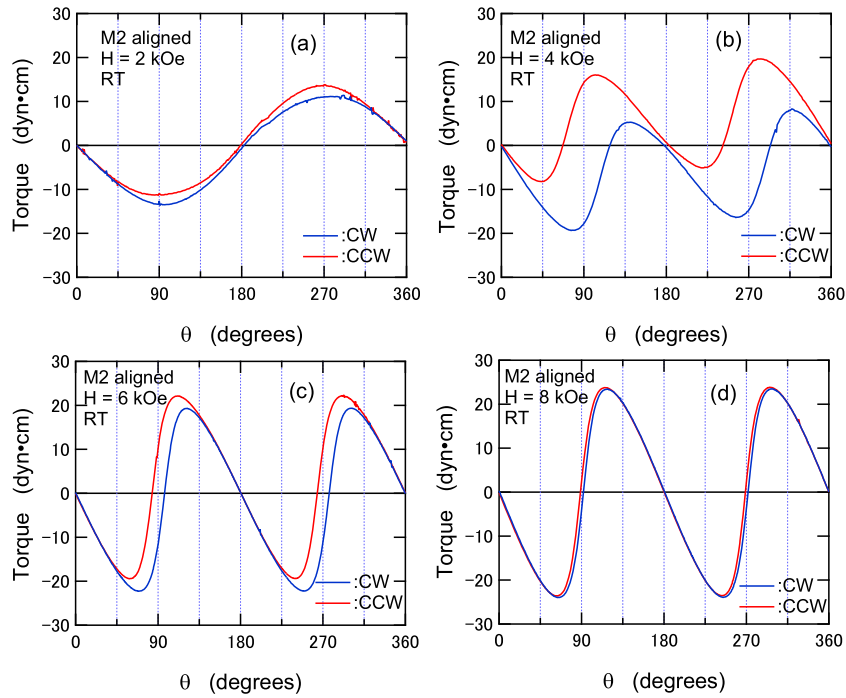 30
20
10
0
−10
−20
−30
Torque (dyn•cm)
M2 aligned
H = 2 kOe
RT
(a)
:CW
:CCW
0 90 180 270 360
θ (degrees)
30
20
10
0
−10
−20
−30
Torque (dyn•cm)
M2 aligned
H = 4 kOe
RT
(b)
:CW
:CCW
0 90 180 270 360
θ (degrees)
30
20
10
0
−10
−20
−30
Torque (dyn•cm)
M2 aligned
H = 6 kOe
RT
(c)
:CW
:CCW
0 90 180 270 360
θ (degrees)
30
20
10
0
−10
−20
−30
Torque (dyn•cm)
M2 aligned
H = 8 kOe
RT
(d)
:CW
:CCW
0 90 180 270 360
θ (degrees)